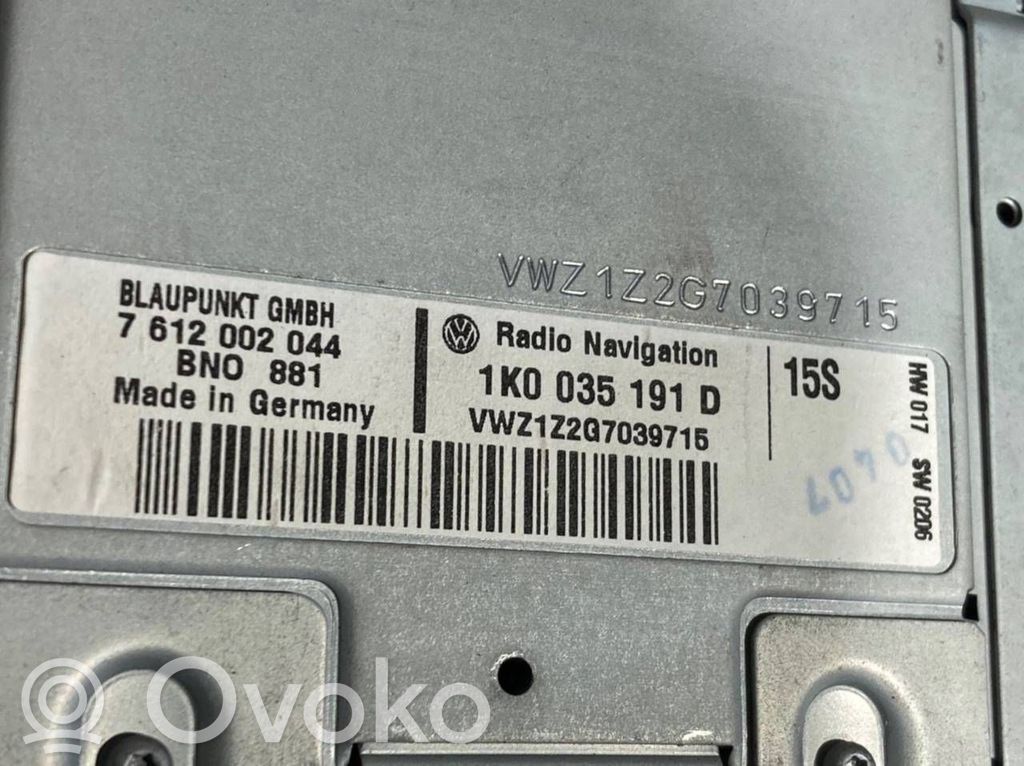 VWZ1Z2G7039715
BLAUPUNKT GMBH
7 612 002 044
BNO 881
Made in Germany
Radio Navigation
1K0 035 191 D
VWZ1Z2G7039715
15S
HW 017 SW 0206
0407
Ovoko